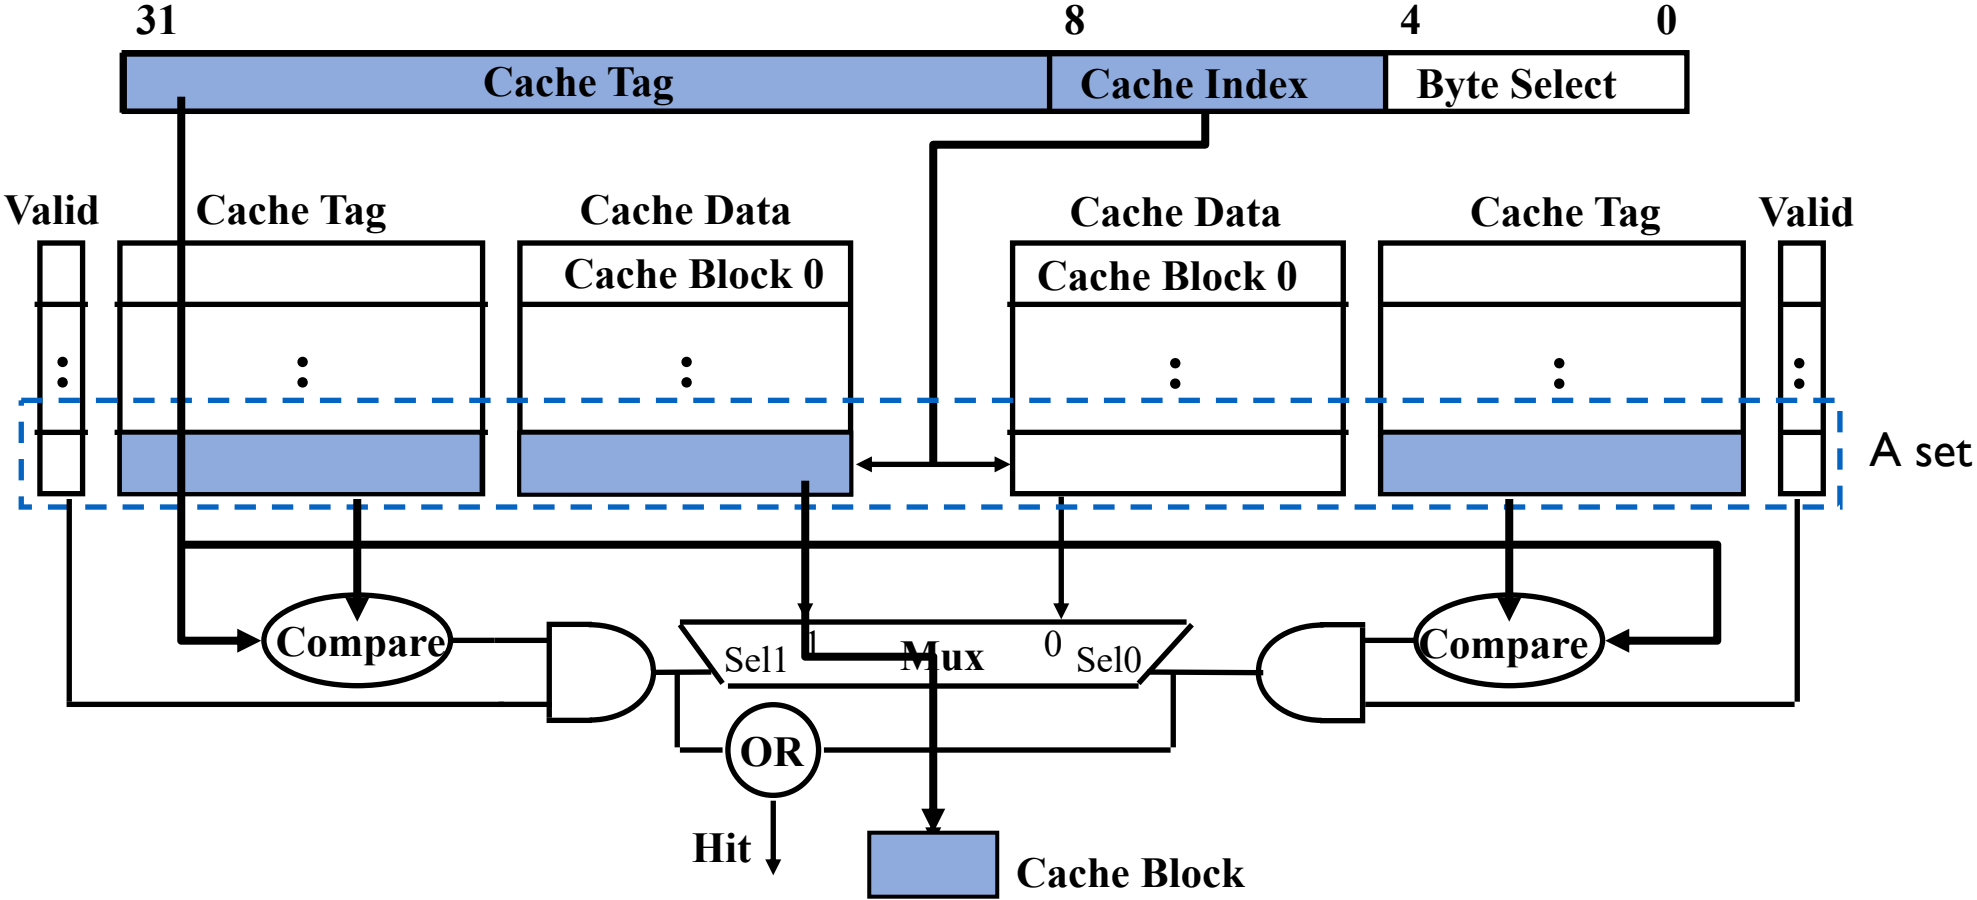 31 8 4 0
Cache Tag Cache Index Byte Select
Valid Cache Tag Cache Data Cache Data Cache Tag Valid
Cache Block 0 Cache Block 0
A set
Compare Sel1 1 Mux 0 Sel0 Compare
OR
Hit
Cache Block